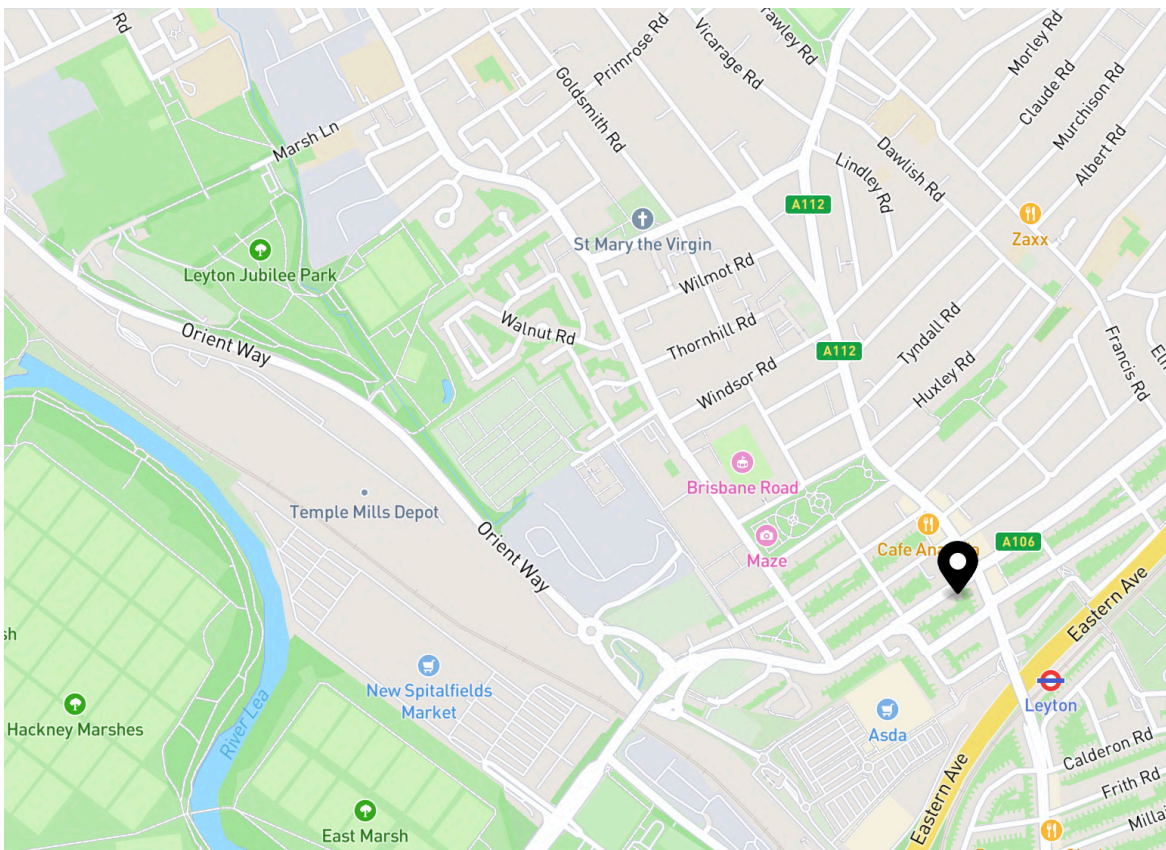 Rd
Primrose Rd
Vicarage Rd
Morley Rd
Goldsmith Rd
Claude Rd
Murchison Rd
Marsh Ln
Albert Rd
Dawlish Rd
Lindley Rd
A112
Zaxx
St Mary the Virgin
Leyton Jubilee Park
Wilmot Rd
Walnut Rd
Orient Way
Thornhill Rd
Tyndall Rd
A112
Francis Rd
Windsor Rd
Huxley Rd
Brisbane Road
Temple Mills Depot
Orient Way
Maze
Cafe
A106
Eastern Ave
New Spitalfields
Market
Leyton
River Lea
Hackney Marshes
Asda
Calderon Rd
Eastern Ave
Frith Rd
East Marsh